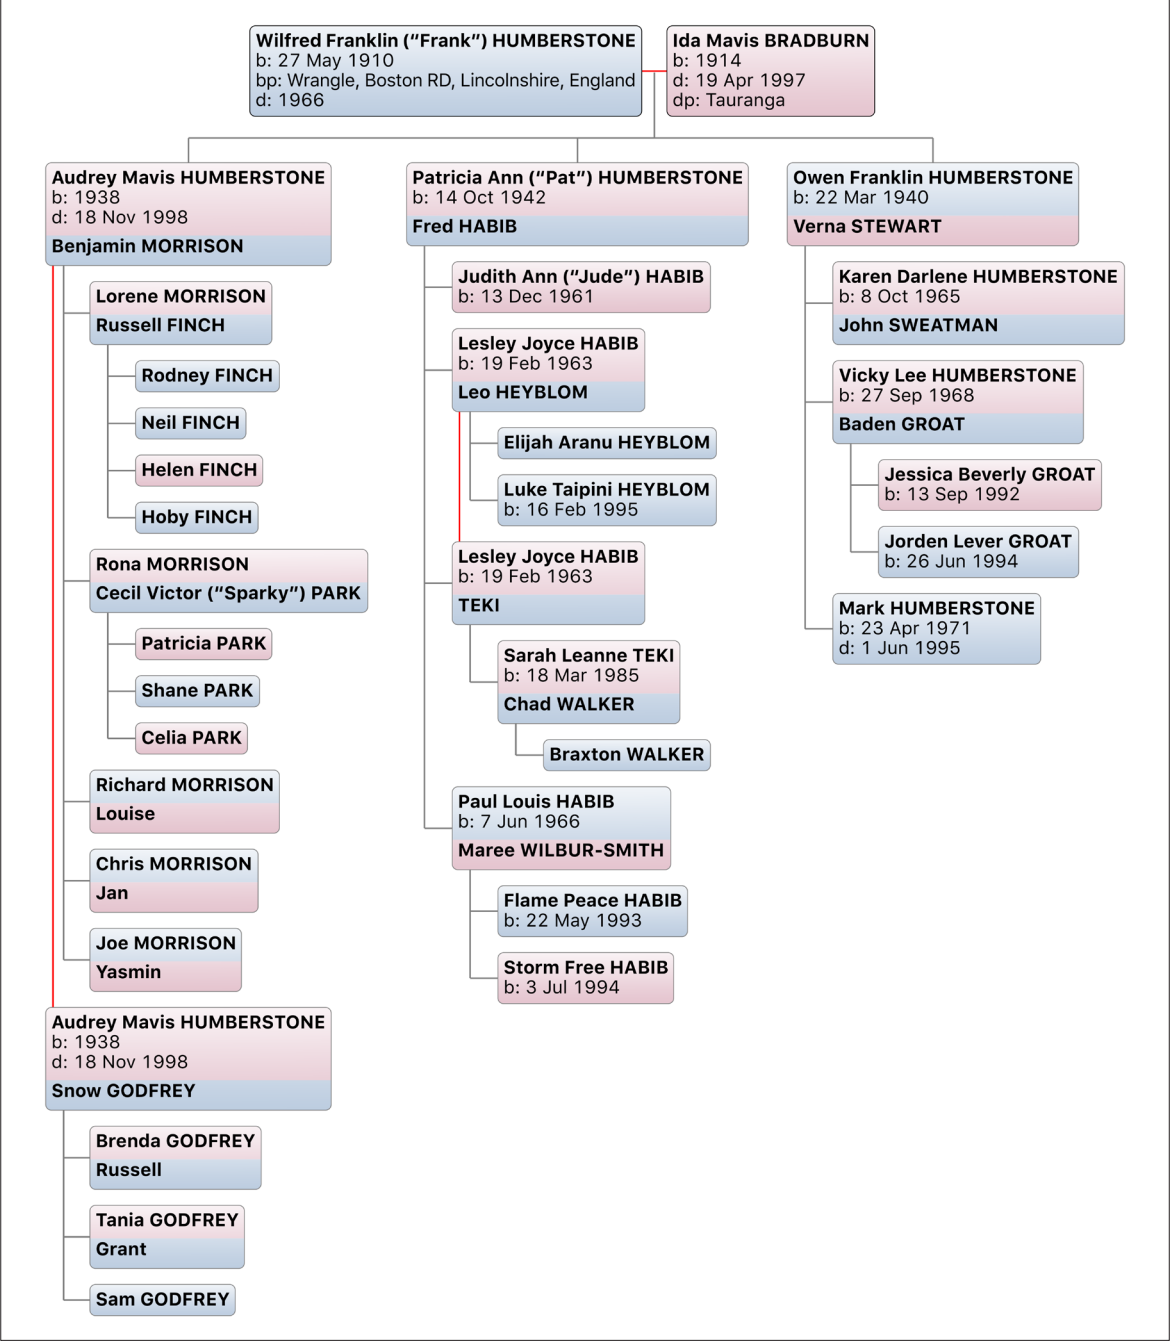 Wilfred Franklin (“Frank”) HUMBERSTONE
b: 27 May 1910
bp: Wrangle, Boston RD, Lincolnshire, England
d: 1966
Ida Mavis BRADBURN
b: 1914
d: 19 Apr 1997
dp: Tauranga
Audrey Mavis HUMBERSTONE
b: 1938
d: 18 Nov 1998
Benjamin MORRISON
Lorene MORRISON
Russell FINCH
Rodney FINCH
Neil FINCH
Helen FINCH
Hoby FINCH
Rona MORRISON
Cecil Victor (“Sparky”) PARK
Patricia PARK
Shane PARK
Celia PARK
Richard MORRISON
Louise
Chris MORRISON
Jan
Joe MORRISON
Yasmin
Audrey Mavis HUMBERSTONE
b: 1938
d: 18 Nov 1998
Snow GODFREY
Brenda GODFREY
Russell
Tania GODFREY
Grant
Sam GODFREY
Patricia Ann (“Pat”) HUMBERSTONE
b: 14 Oct 1942
Fred HABIB
Judith Ann (“Jude”) HABIB
b: 13 Dec 1961
Lesley Joyce HABIB
b: 19 Feb 1963
Leo HEYBLOM
Elijah Aranu HEYBLOM
Luke Taipini HEYBLOM
b: 16 Feb 1995
Lesley Joyce HABIB
b: 19 Feb 1963
TEKI
Sarah Leanne TEKI
b: 18 Mar 1985
Chad WALKER
Braxton WALKER
Paul Louis HABIB
b: 7 Jun 1966
Maree WILBUR-SMITH
Flame Peace HABIB
b: 22 May 1993
Storm Free HABIB
b: 3 Jul 1994
Owen Franklin HUMBERSTONE
b: 22 Mar 1940
Verna STEWART
Karen Darlene HUMBERSTONE
b: 8 Oct 1965
John SWEATMAN
Vicky Lee HUMBERSTONE
b: 27 Sep 1968
Baden GROAT
Jessica Beverly GROAT
b: 13 Sep 1992
Jorden Lever GROAT
b: 26 Jun 1994
Mark HUMBERSTONE
b: 23 Apr 1971
d: 1 Jun 1995